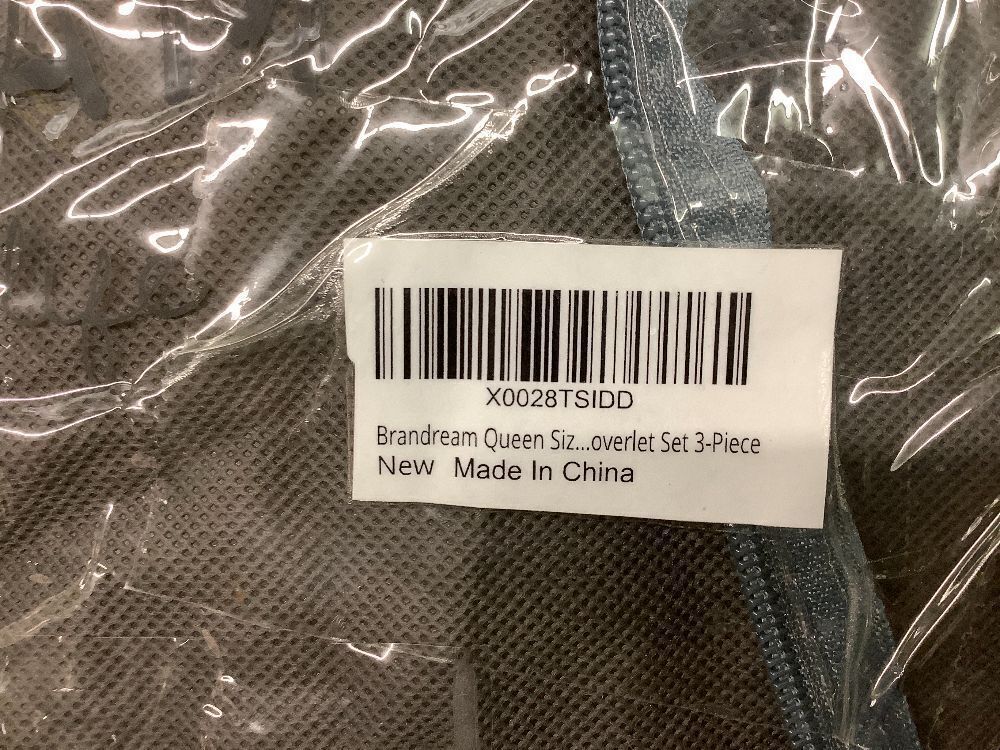 X0028TSIDD
Brandream Queen Siz...overlet Set 3-Piece
New Made In China